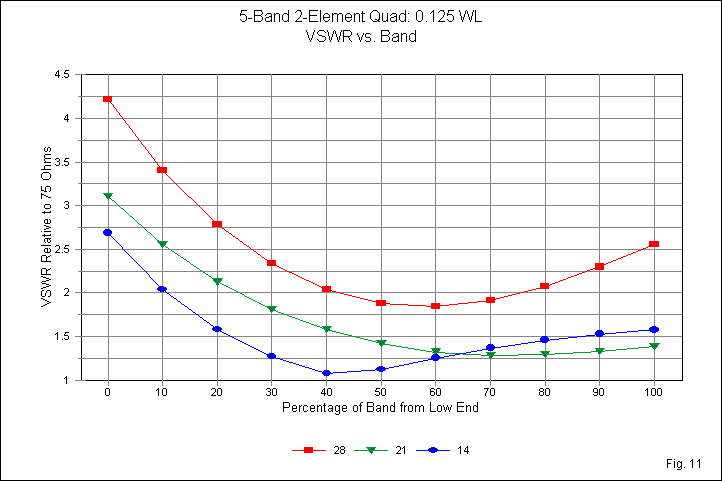 5-Band 2-Element Quad: 0.125 WL
VSWR vs. Band
4.5
4
3.5
3
2.5
2
1.5
1
VSWR Relative to 75 Ohms
0 10 20 30 40 50 60 70 80 90 100
Percentage of Band from Low End
28 21 14
Fig. 11